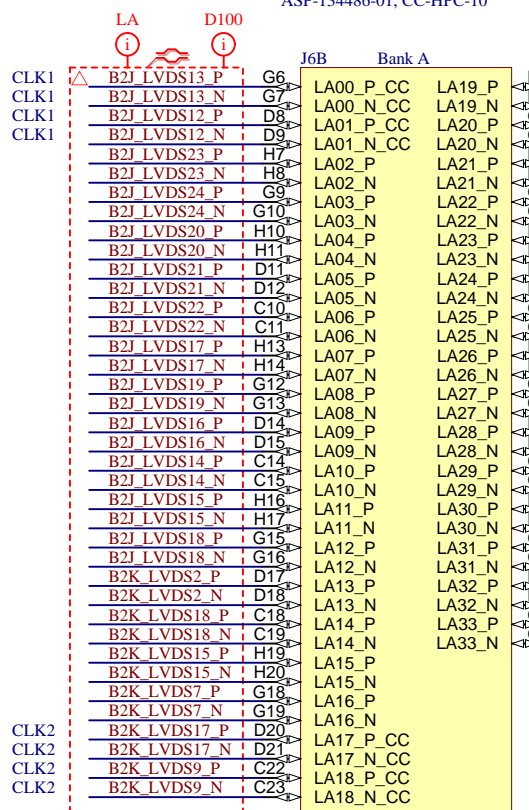 ASP-134486-01, CC-HPC-10
LA D100
i i
J6B Bank A
CLK1 B2J_LVDS13_P G6 LA00_P_CC LA19_P
CLK1 B2J_LVDS13_N G7 LA00_N_CC LA19_N
CLK1 B2J_LVDS12_P D8 LA01_P_CC LA20_P
CLK1 B2J_LVDS12_N D9 LA01_N_CC LA20_N
B2J_LVDS23_P H7 LA02_P LA21_P
B2J_LVDS23_N H8 LA02_N LA21_N
B2J_LVDS24_P G9 LA03_P LA22_P
B2J_LVDS24_N G10 LA03_N LA22_N
B2J_LVDS20_P H10 LA04_P LA23_P
B2J_LVDS20_N H11 LA04_N LA23_N
B2J_LVDS21_P D11 LA05_P LA24_P
B2J_LVDS21_N D12 LA05_N LA24_N
B2J_LVDS22_P C10 LA06_P LA25_P
B2J_LVDS22_N C11 LA06_N LA25_N
B2J_LVDS17_P H13 LA07_P LA26_P
B2J_LVDS17_N H14 LA07_N LA26_N
B2J_LVDS19_P G12 LA08_P LA27_P
B2J_LVDS19_N G13 LA08_N LA27_N
B2J_LVDS16_P D14 LA09_P LA28_P
B2J_LVDS16_N D15 LA09_N LA28_N
B2J_LVDS14_P C14 LA10_P LA29_P
B2J_LVDS14_N C15 LA10_N LA29_N
B2J_LVDS15_P H16 LA11_P LA30_P
B2J_LVDS15_N H17 LA11_N LA30_N
B2J_LVDS18_P G15 LA12_P LA31_P
B2J_LVDS18_N G16 LA12_N LA31_N
B2K_LVDS2_P D17 LA13_P LA32_P
B2K_LVDS2_N D18 LA13_N LA32_N
B2K_LVDS18_P C18 LA14_P LA33_P
B2K_LVDS18_N C19 LA14_N LA33_N
B2K_LVDS15_P H19 LA15_P
B2K_LVDS15_N H20 LA15_N
B2K_LVDS7_P G18 LA16_P
B2K_LVDS7_N G19 LA16_N
CLK2 B2K_LVDS17_P D20 LA17_P_CC
CLK2 B2K_LVDS17_N D21 LA17_N_CC
CLK2 B2K_LVDS9_P C22 LA18_P_CC
CLK2 B2K_LVDS9_N C23 LA18_N_CC